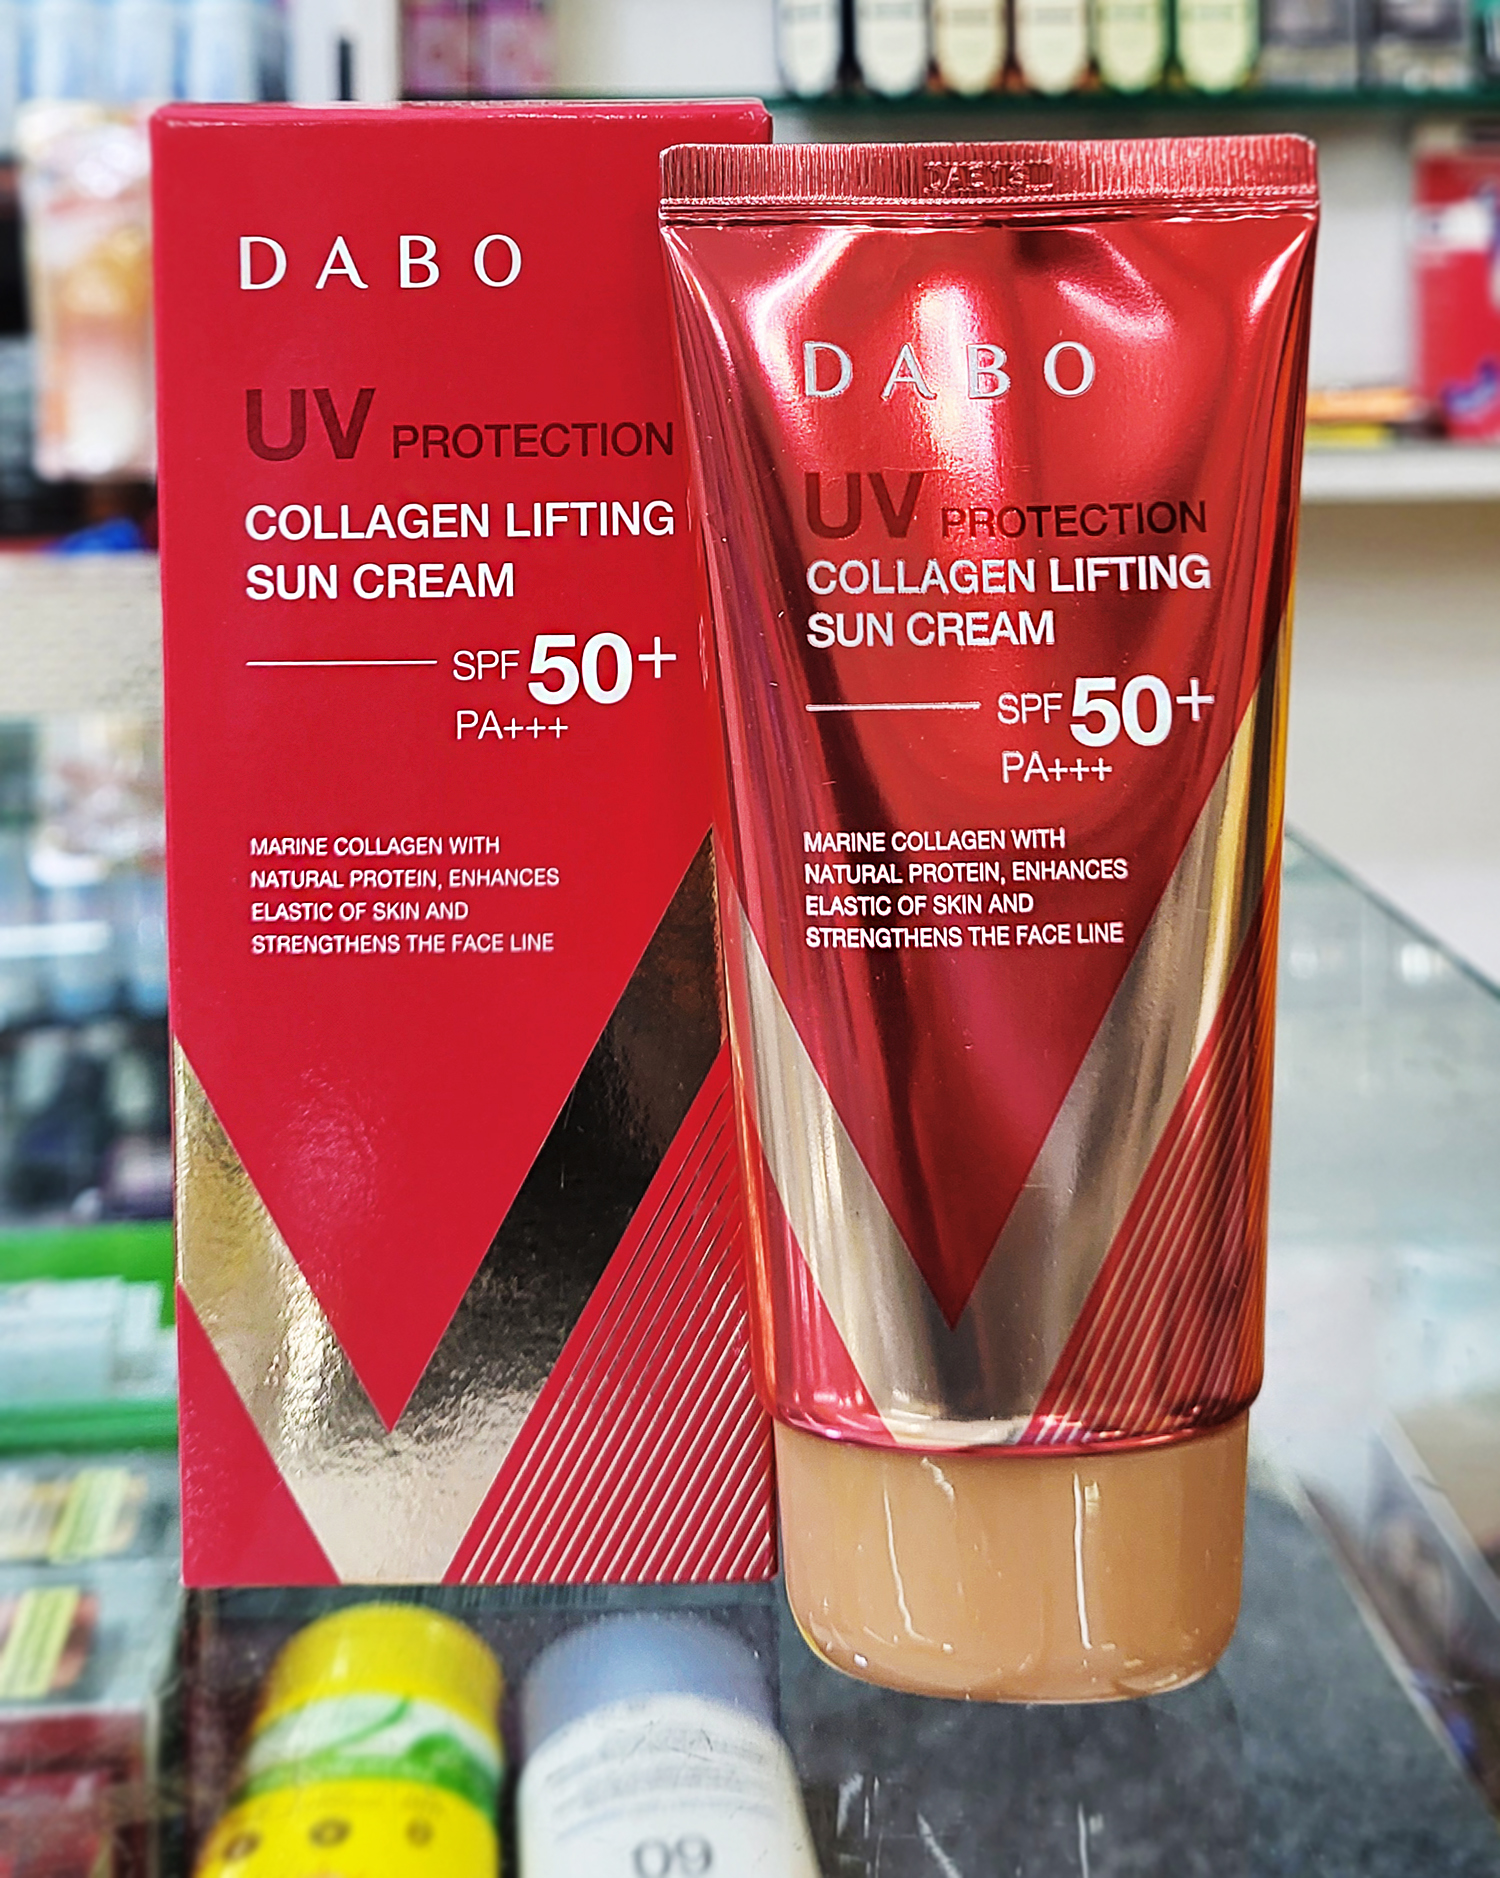 DABO
UV PROTECTION
COLLAGEN LIFTING
SUN CREAM
SPF 50+
PA+++
MARINE COLLAGEN WITH
NATURAL PROTEIN, ENHANCES
ELASTIC OF SKIN AND
STRENGTHENS THE FACE LINE
DABO
UV PROTECTION
COLLAGEN LIFTING
SUN CREAM
SPF 50+
PA+++
MARINE COLLAGEN WITH
NATURAL PROTEIN, ENHANCES
ELASTIC OF SKIN AND
STRENGTHENS THE FACE LINE
09